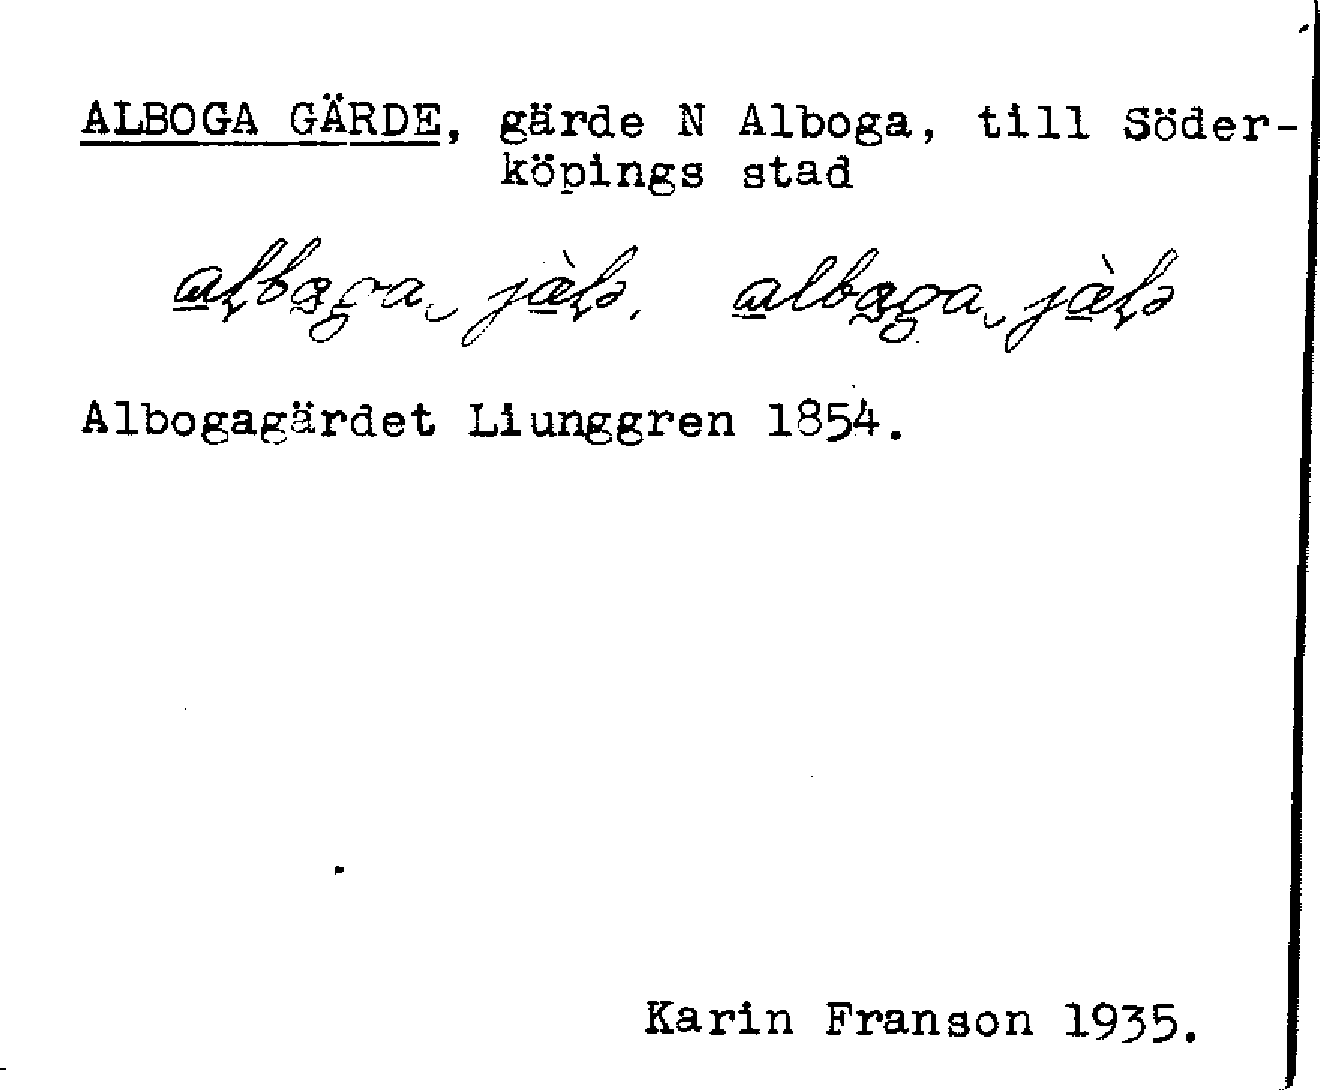 ALBOGA GÄRDE, gärde N Alboga, till Söder-
köpings stad
Albogagärdet Liunggren 1854.
Karin Franson 1935.